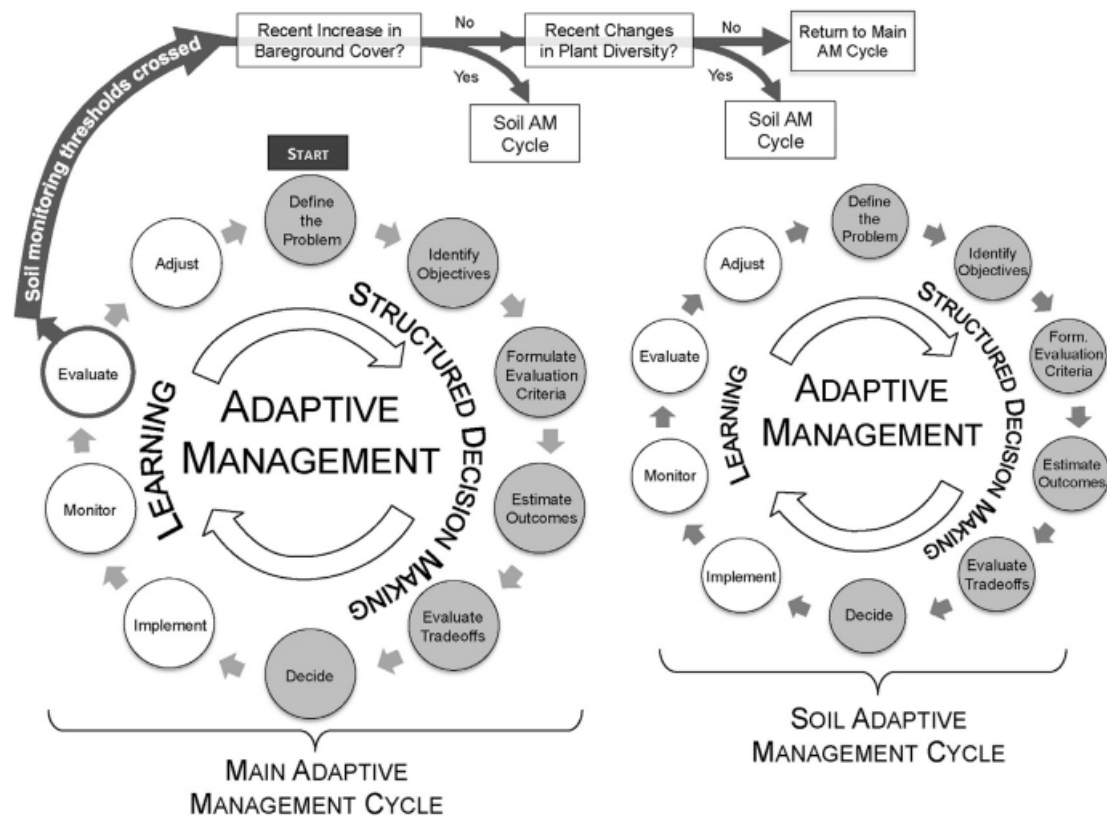 Recent Increase in
Bareground Cover?
No
Yes
Recent Changes
in Plant Diversity?
No
Yes
Return to Main
AM Cycle
Soil AM
Cycle
Soil AM
Cycle
Soil monitoring thresholds crossed
START
Define
the
Problem
Identify
Objectives
Formulate
Evaluation
Criteria
Estimate
Outcomes
Evaluate
Tradeoffs
Decide
Implement
Monitor
Evaluate
Adjust
STRUCTURED DECISION MAKING
LEARNING
ADAPTIVE
MANAGEMENT
MAIN ADAPTIVE
MANAGEMENT CYCLE
Define
the
Problem
Identify
Objectives
Form.
Evaluation
Criteria
Estimate
Outcomes
Evaluate
Tradeoffs
Decide
Implement
Monitor
Evaluate
Adjust
STRUCTURED DECISION MAKING
LEARNING
ADAPTIVE
MANAGEMENT
SOIL ADAPTIVE
MANAGEMENT CYCLE